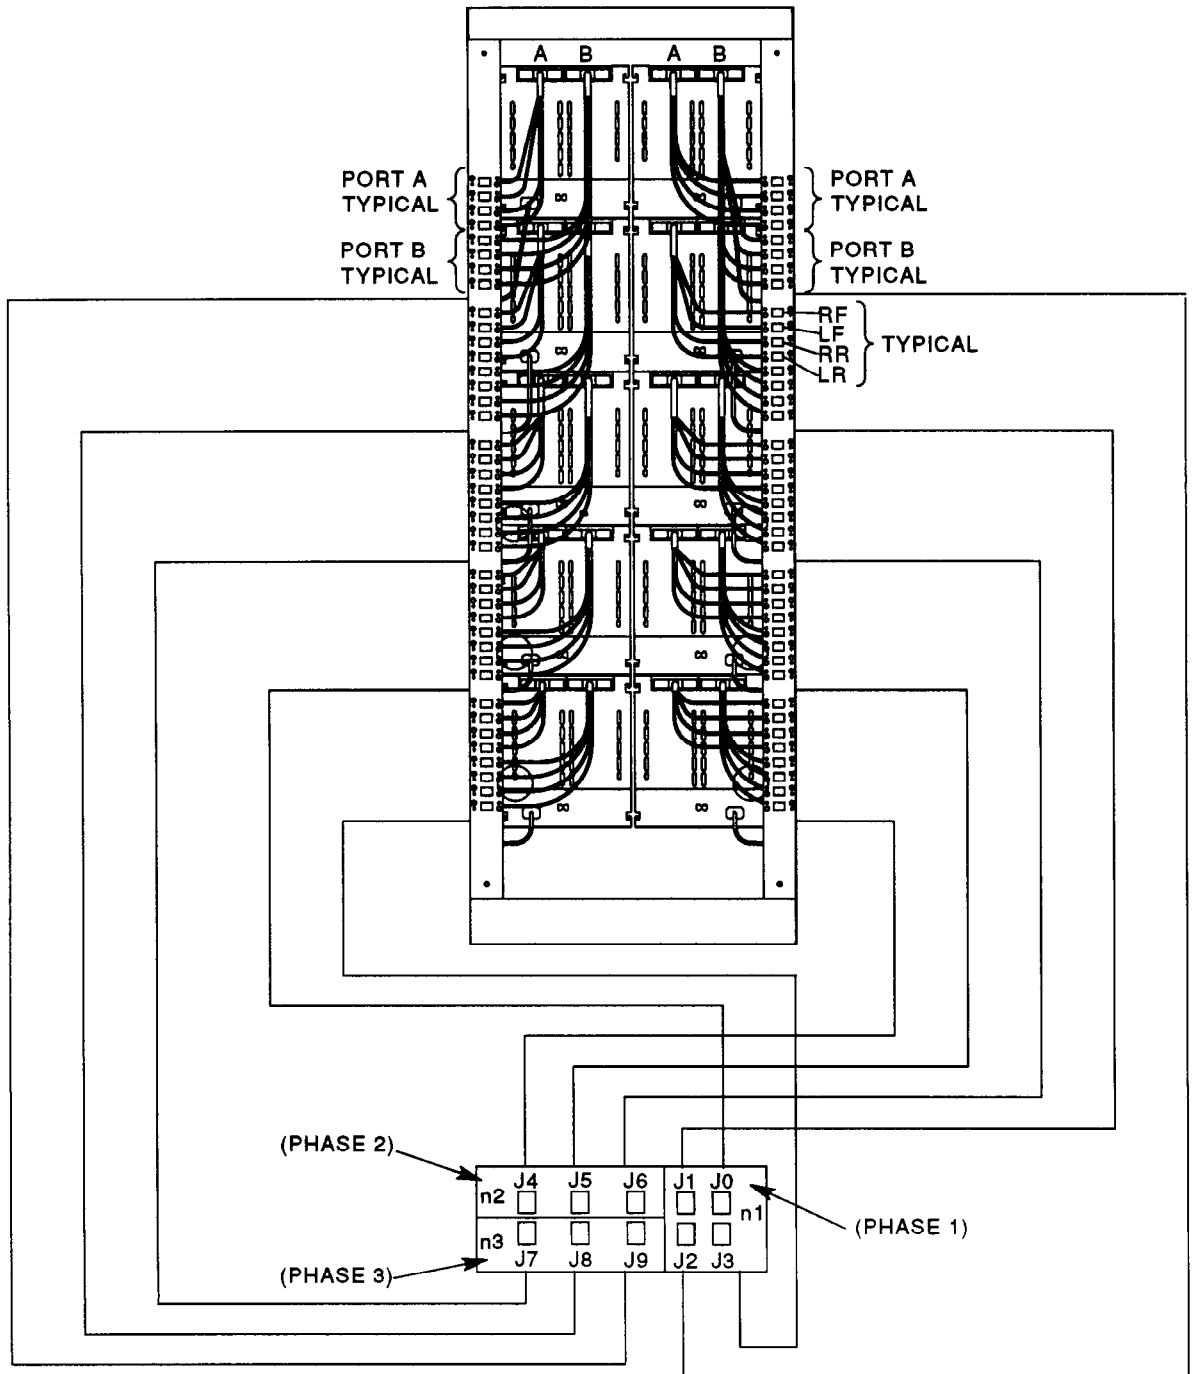 A B A B
PORT A
TYPICAL
PORT A
TYPICAL
PORT B
TYPICAL
PORT B
TYPICAL
RF
LF
RR
LR
TYPICAL
(PHASE 2)
J4 J5 J6 J1 J0
n2
n1
(PHASE 1)
n3
J7 J8 J9 J2 J3
(PHASE 3)